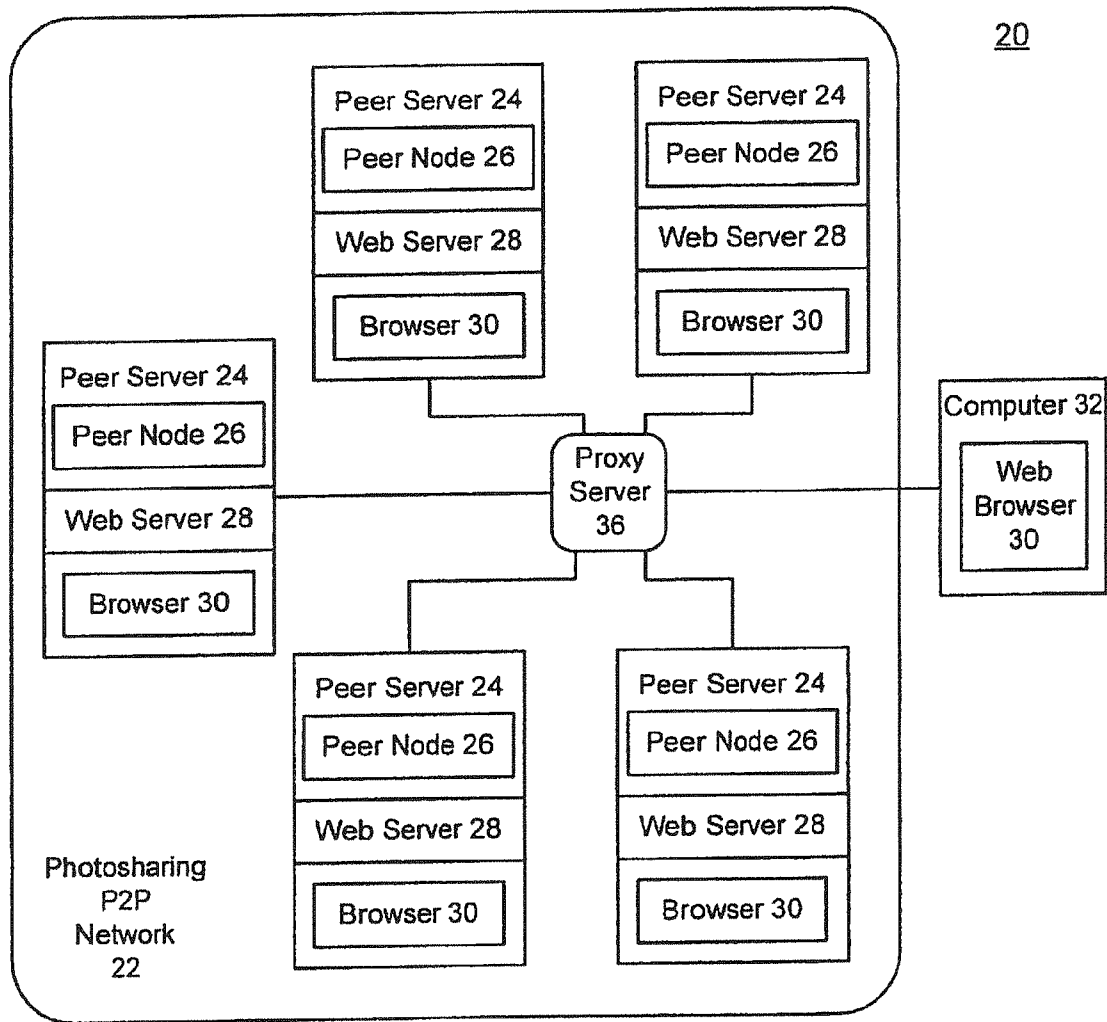 20
Peer Server 24
Peer Node 26
Web Server 28
Browser 30
Peer Server 24
Peer Node 26
Web Server 28
Browser 30
Peer Server 24
Peer Node 26
Web Server 28
Browser 30
Proxy
Server
36
Computer 32
Web
Browser
30
Peer Server 24
Peer Node 26
Web Server 28
Browser 30
Peer Server 24
Peer Node 26
Web Server 28
Browser 30
Photosharing
P2P
Network
22